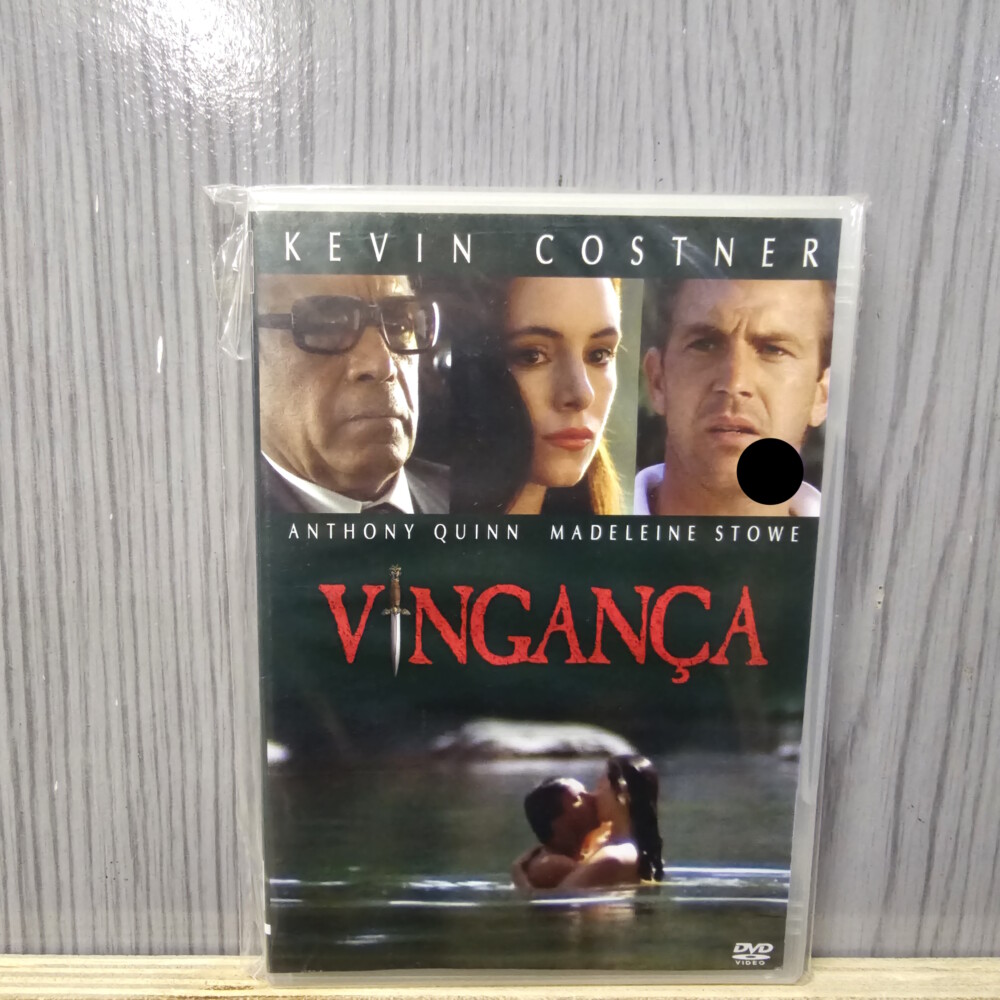 KEVIN COSTNER
ANTHONY QUINN MADELEINE STOWE
VINGANÇA
DVD
VIDEO